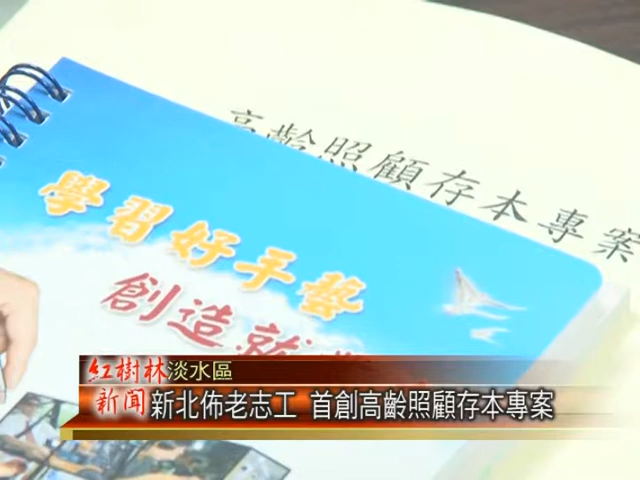 高齡照顧存本專案
學習好手藝
創造就
紅樹林 淡水區
新聞 新北佈老志工 首創高齡照顧存本專案